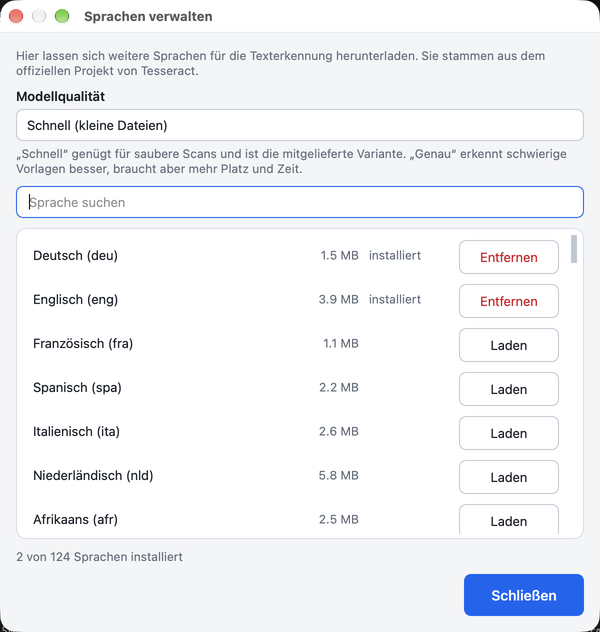 Sprachen verwalten
Hier lassen sich weitere Sprachen für die Texterkennung herunterladen. Sie stammen aus dem
offiziellen Projekt von Tesseract.
Modellqualität
Schnell (kleine Dateien)
„Schnell“ genügt für saubere Scans und ist die mitgelieferte Variante. „Genau“ erkennt schwierige
Vorlagen besser, braucht aber mehr Platz und Zeit.
Sprache suchen
Deutsch (deu) 1.5 MB installiert Entfernen
Englisch (eng) 3.9 MB installiert Entfernen
Französisch (fra) 1.1 MB Laden
Spanisch (spa) 2.2 MB Laden
Italienisch (ita) 2.6 MB Laden
Niederländisch (nld) 5.8 MB Laden
Afrikaans (afr) 2.5 MB Laden
2 von 124 Sprachen installiert
Schließen